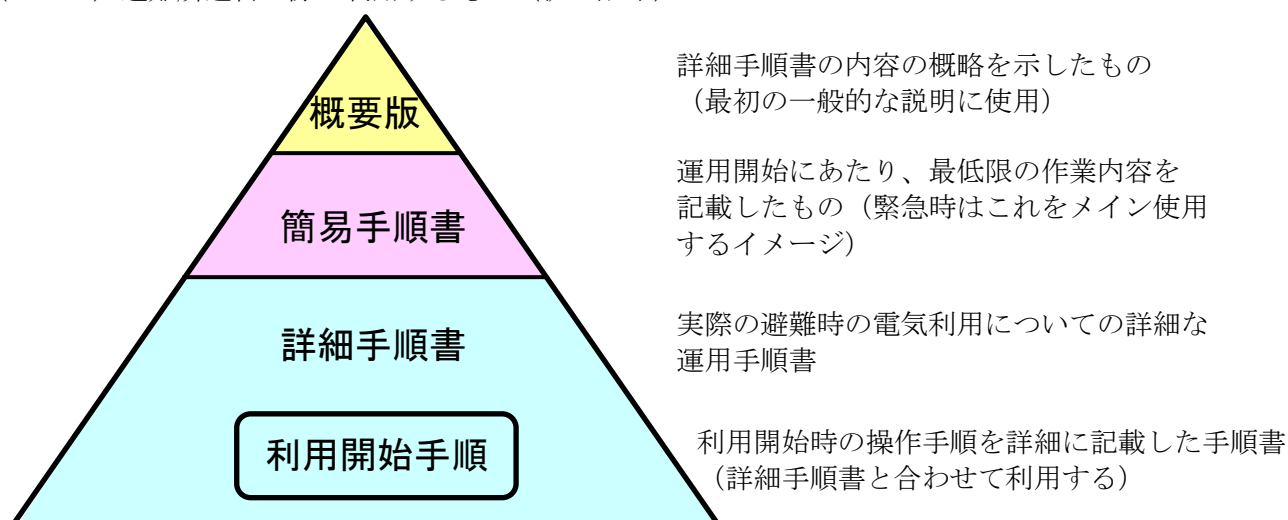 概要版
詳細手順書の内容の概略を示したもの
（最初の一般的な説明に使用）
簡易手順書
運用開始にあたり、最低限の作業内容を
記載したもの（緊急時はこれをメイン使用
するイメージ）
詳細手順書
実際の避難時の電気利用についての詳細な
運用手順書
利用開始手順
利用開始時の操作手順を詳細に記載した手順書
（詳細手順書と合わせて利用する）